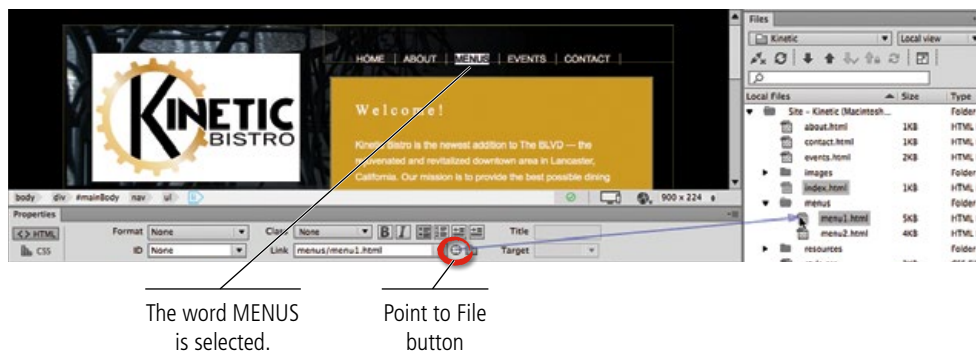 Files
Kinetic
Local view
KINETIC
BISTRO
HOME | ABOUT | MENUS | EVENTS | CONTACT |
Welcome!
Kinetic Bistro is the newest addition to The BLVD — the
rejuvenated and revitalized downtown area in Lancaster,
California. Our mission is to provide the best possible dining
Local Files Size Type
Site - Kinetic (Macintosh... Folder
about.html 1KB HTML
contact.html 1KB HTML
events.html 2KB HTML
images Folder
index.html 1KB HTML
menus Folder
menu1.html 5KB HTML
menu2.html 4KB HTML
resources Folder
body div #mainBody nav ul
900 x 224
Properties
<> HTML Format None Class None B I Title
CSS ID None Link menus/menu1.html Target
The word MENUS
is selected.
Point to File
button